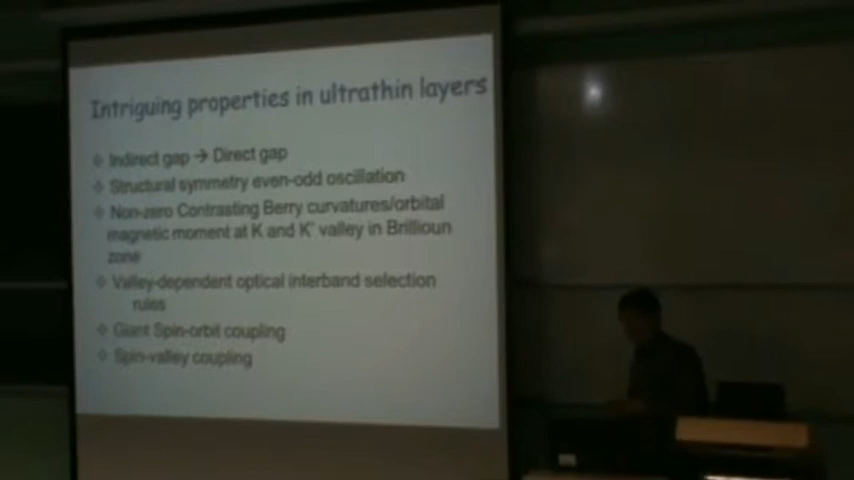 Intriguing properties in ultrathin layers
❖ Indirect gap → Direct gap
❖ Structural symmetry even-odd oscillation
❖ Non-zero Contrasting Berry curvatures/orbital
magnetic moment at K and K' valley in Brillioun
zone
❖ Valley-dependent optical interband selection
rules
❖ Giant Spin-orbit coupling
❖ Spin-valley coupling